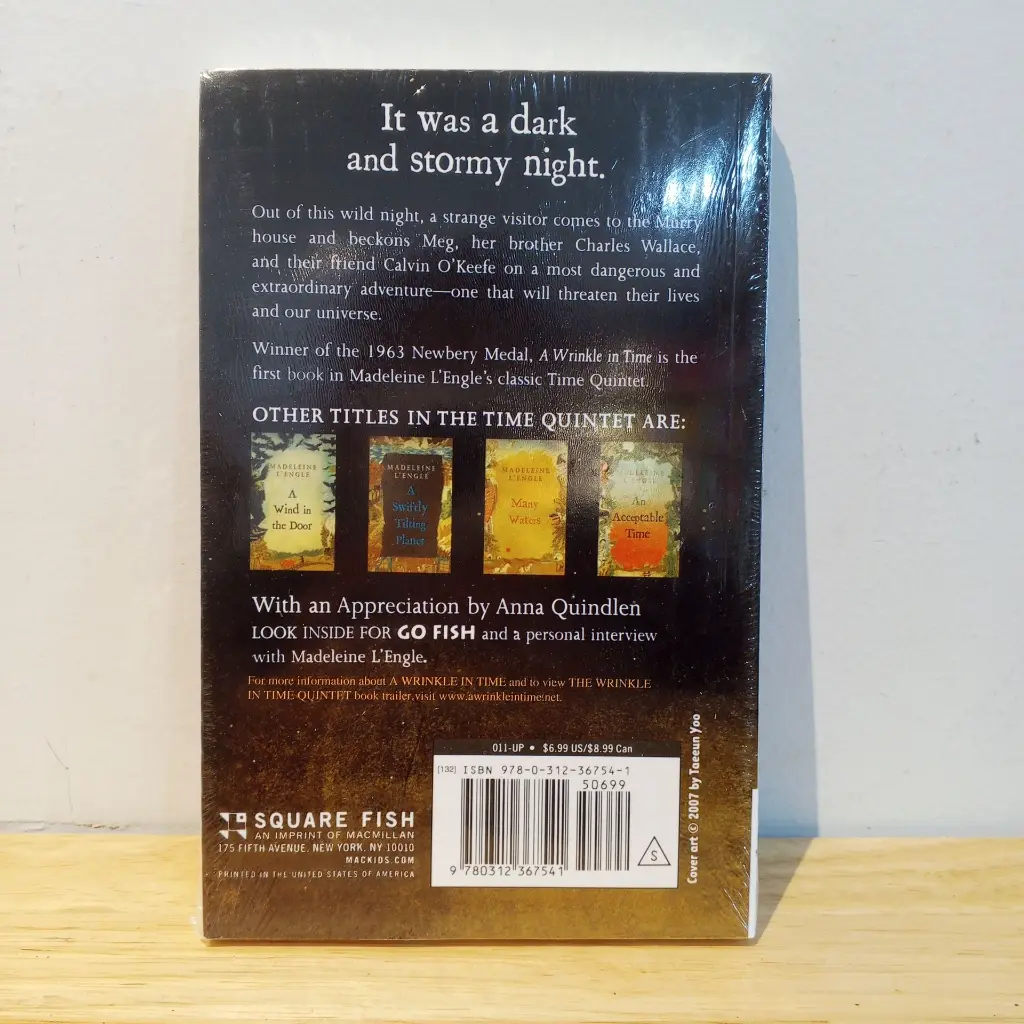 It was a dark
and stormy night.
Out of this wild night, a strange visitor comes to the Murry
house and beckons Meg, her brother Charles Wallace,
and their friend Calvin O'Keefe on a most dangerous and
extraordinary adventure—one that will threaten their lives
and our universe.
Winner of the 1963 Newbery Medal, A Wrinkle in Time is the
first book in Madeleine L'Engle's classic Time Quintet.
OTHER TITLES IN THE TIME QUINTET ARE:
MADELEINE
L'ENGLE
A
Wind in
the Door
MADELEINE
L'ENGLE
A
Swiftly
Tilting
Planet
MADELEINE
L'ENGLE
Many
Waters
MADELEINE
L'ENGLE
An
Acceptable
Time
With an Appreciation by Anna Quindlen
LOOK INSIDE FOR GO FISH and a personal interview
with Madeleine L'Engle.
For more information about A WRINKLE IN TIME and to view THE WRINKLE
IN TIME QUINTET book trailer, visit www.awrinkleintime.net.
011-UP • $6.99 US/$8.99 Can
[132] ISBN 978-0-312-36754-1
50699
9 780312 367541
S
SQUARE FISH
AN IMPRINT OF MACMILLAN
175 FIFTH AVENUE, NEW YORK, NY 10010
MACKIDS.COM
PRINTED IN THE UNITED STATES OF AMERICA
Cover art © 2007 by Taeeun Yoo